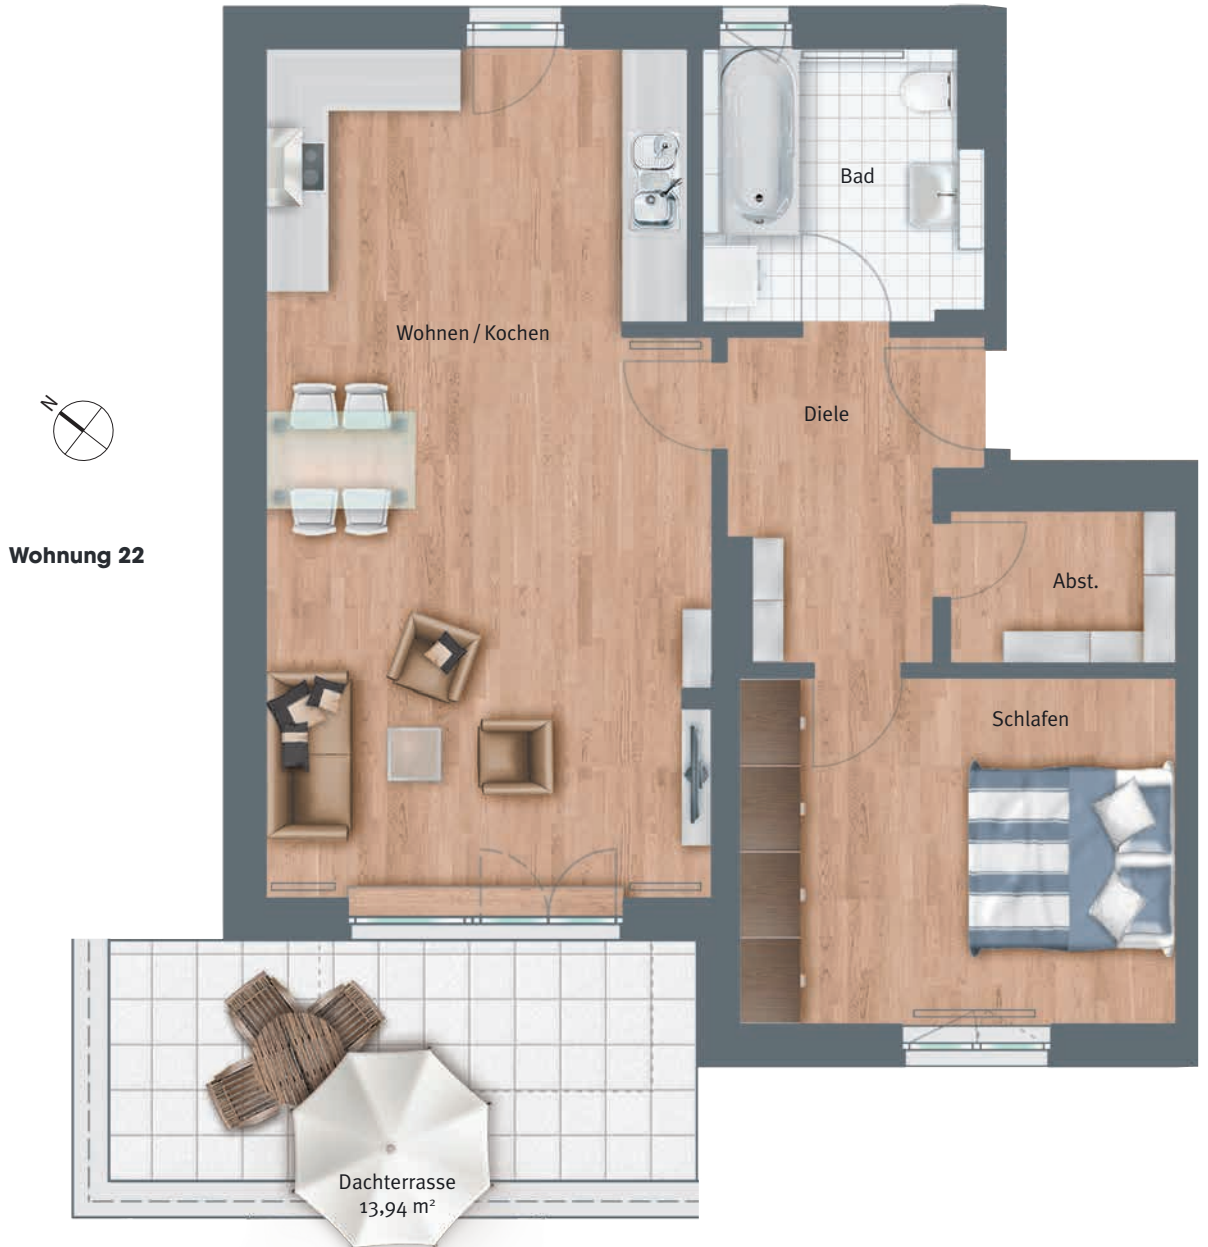 Bad
Wohnen / Kochen
N
Diele
Wohnung 22
Abst.
Schlafen
Dachterrasse
13,94 m²